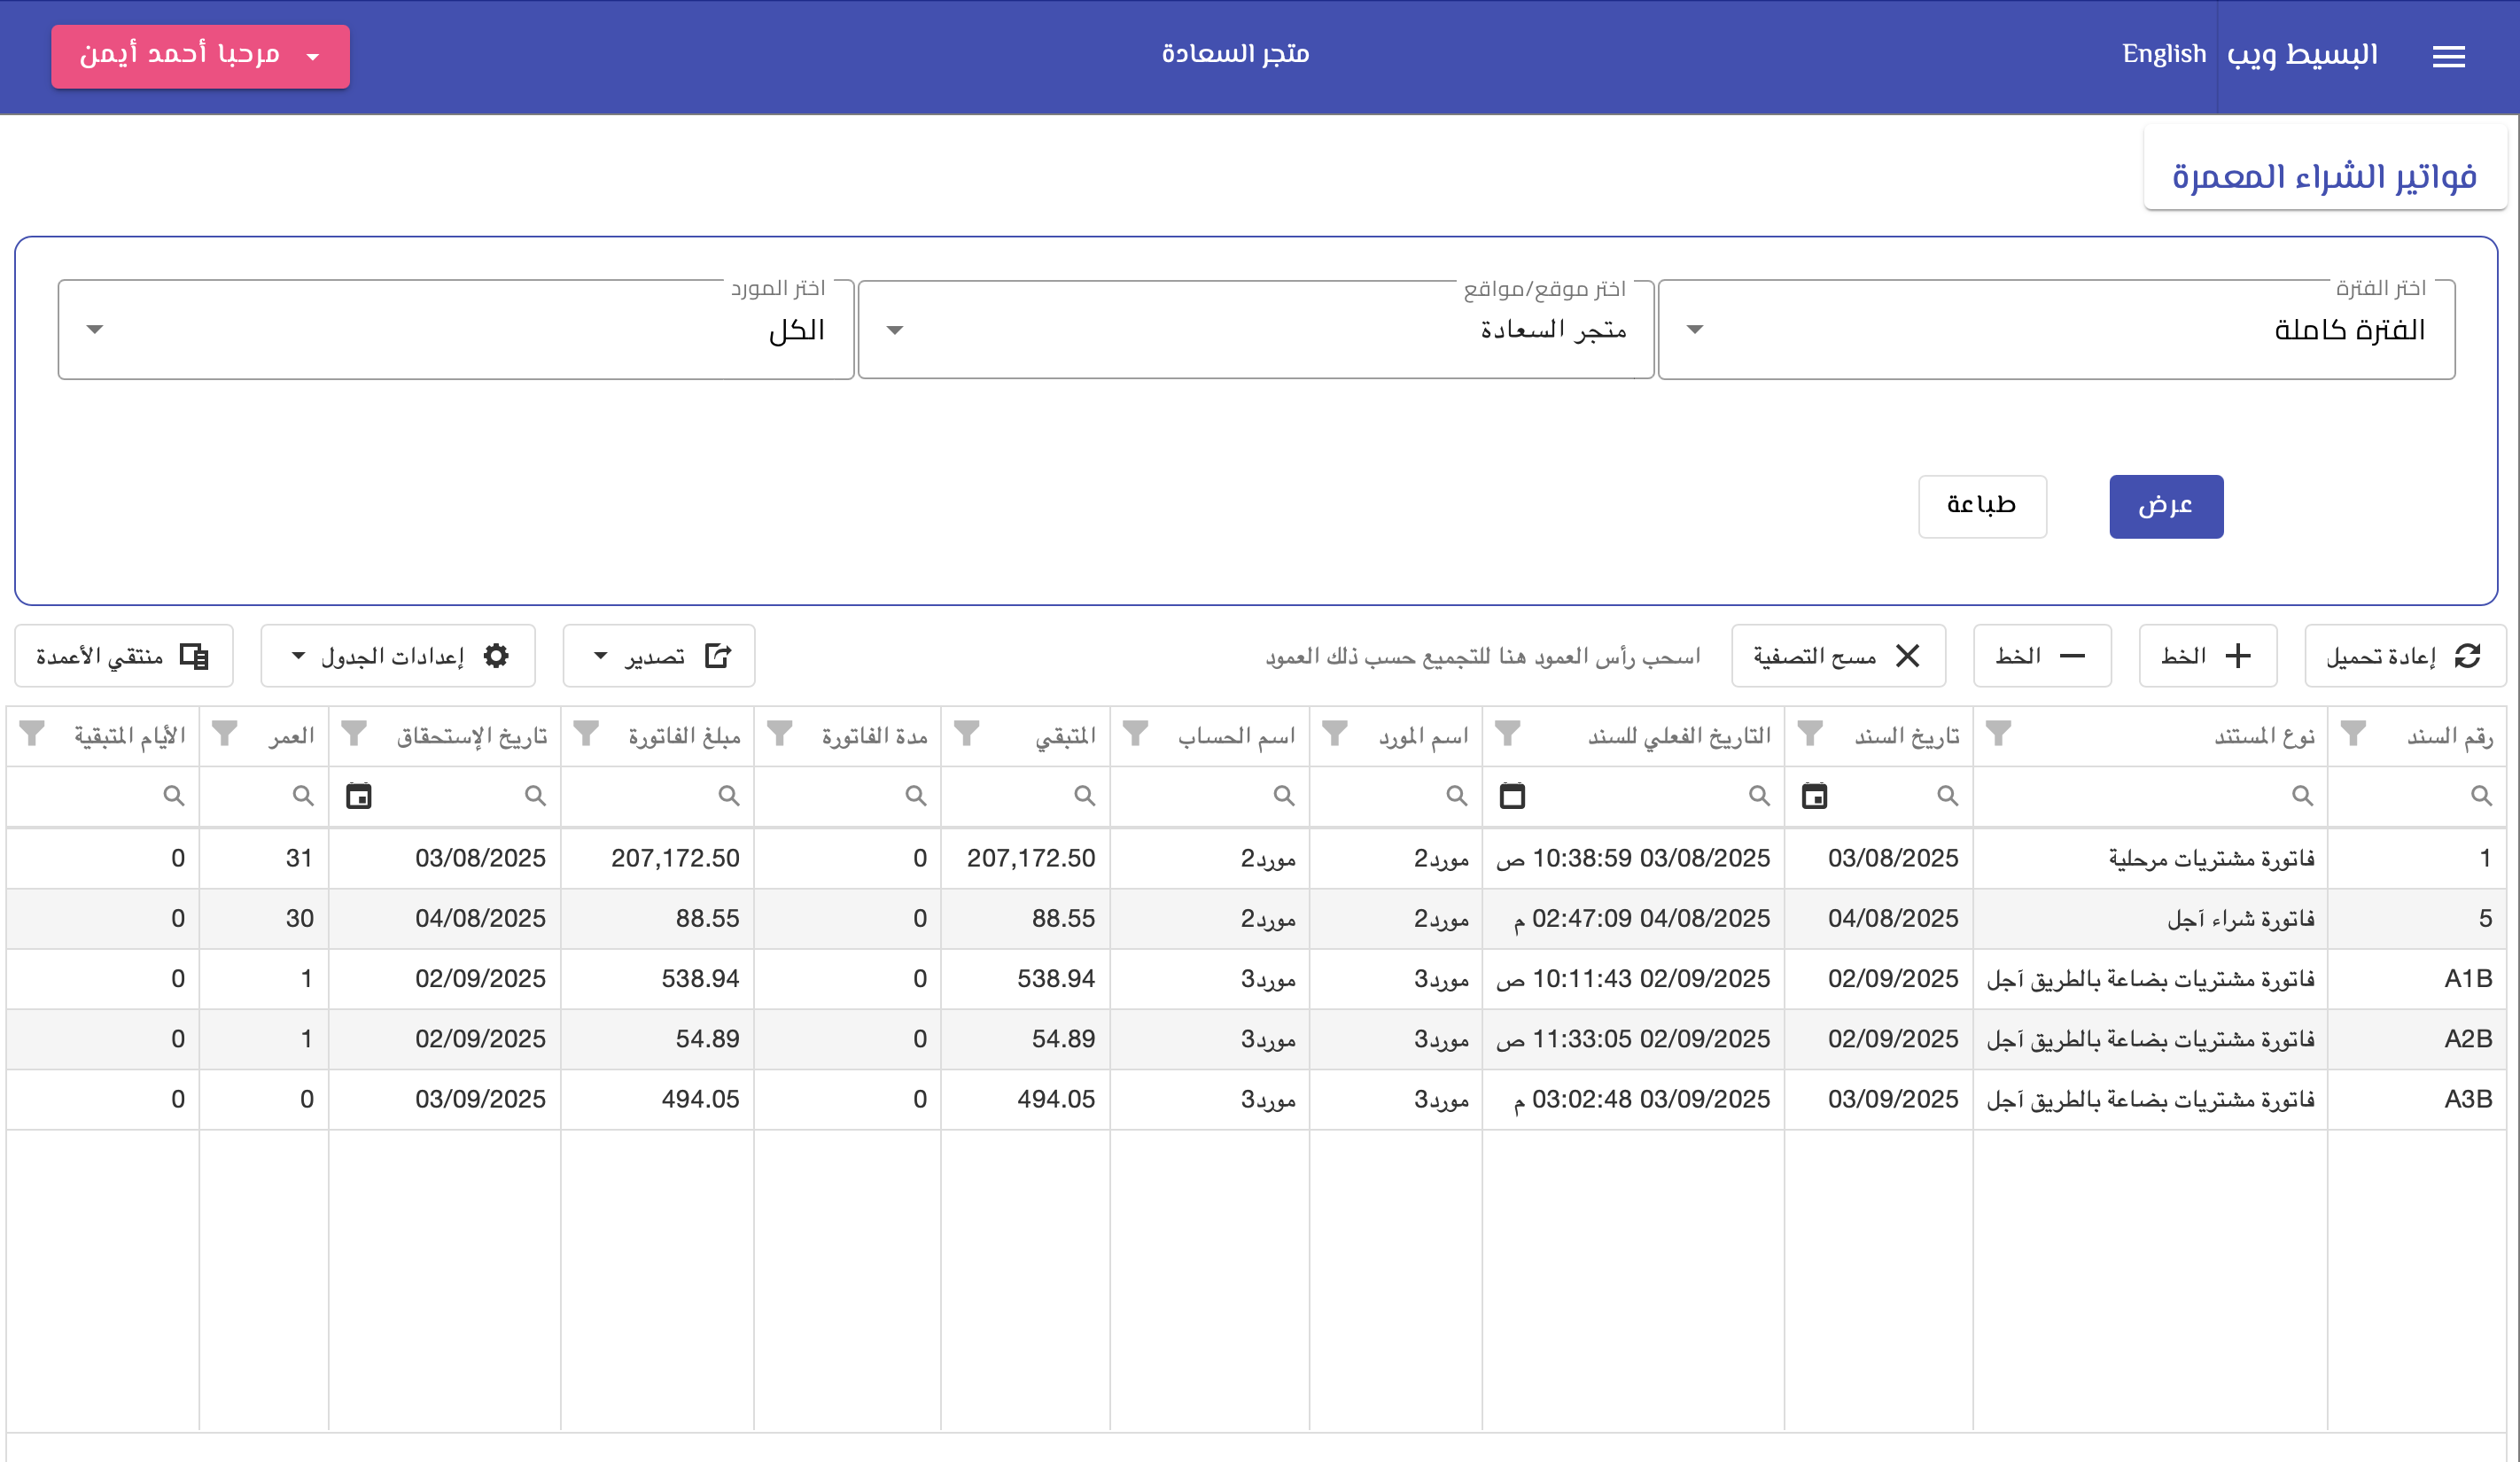 البسيط ويب English متجر السعادة مرحبا أحمد أيمن
فواتير الشراء المعمرة
اختر الفترة اختر موقع/مواقع اختر المورد
الفترة كاملة متجر السعادة الكل
عرض طباعة
إعادة تحميل الخط الخط مسح التصفية اسحب رأس العمود هنا للتجميع حسب ذلك العمود تصدير إعدادات الجدول منتقي الأعمدة
رقم السند نوع المستند تاريخ السند التاريخ الفعلي للسند اسم المورد اسم الحساب المتبقي مدة الفاتورة مبلغ الفاتورة تاريخ الإستحقاق العمر الأيام المتبقية
1 فاتورة مشتريات مرحلية 03/08/2025 03/08/2025 10:38:59 ص مورد2 مورد2 207,172.50 0 207,172.50 03/08/2025 31 0
5 فاتورة شراء آجل 04/08/2025 04/08/2025 02:47:09 م مورد2 مورد2 88.55 0 88.55 04/08/2025 30 0
A1B فاتورة مشتريات بضاعة بالطريق آجل 02/09/2025 02/09/2025 10:11:43 ص مورد3 مورد3 538.94 0 538.94 02/09/2025 1 0
A2B فاتورة مشتريات بضاعة بالطريق آجل 02/09/2025 02/09/2025 11:33:05 ص مورد3 مورد3 54.89 0 54.89 02/09/2025 1 0
A3B فاتورة مشتريات بضاعة بالطريق آجل 03/09/2025 03/09/2025 03:02:48 م مورد3 مورد3 494.05 0 494.05 03/09/2025 0 0